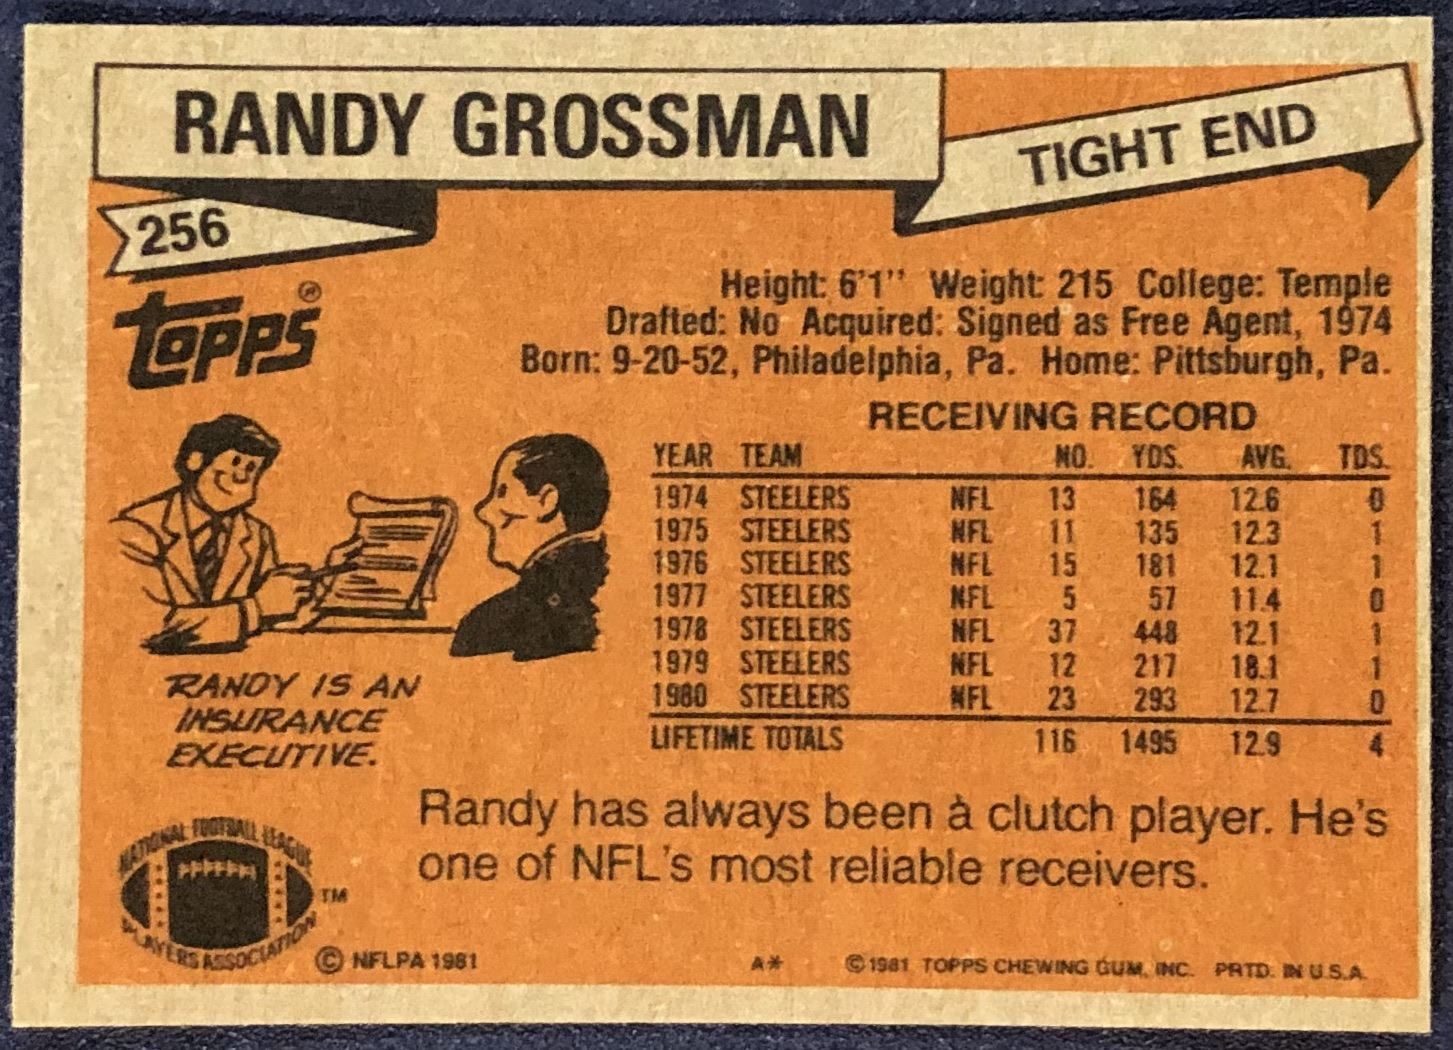 RANDY GROSSMAN
TIGHT END
256
topps®
Height: 6'1" Weight: 215 College: Temple
Drafted: No Acquired: Signed as Free Agent, 1974
Born: 9-20-52, Philadelphia, Pa. Home: Pittsburgh, Pa.
RECEIVING RECORD
YEAR TEAM NO. YDS. AVG. TDS.
1974 STEELERS NFL 13 164 12.6 0
1975 STEELERS NFL 11 135 12.3 1
1976 STEELERS NFL 15 181 12.1 1
1977 STEELERS NFL 5 57 11.4 0
1978 STEELERS NFL 37 448 12.1 1
1979 STEELERS NFL 12 217 18.1 1
1980 STEELERS NFL 23 293 12.7 0
LIFETIME TOTALS 116 1495 12.9 4
RANDY IS AN
INSURANCE
EXECUTIVE.
Randy has always been a clutch player. He's
one of NFL's most reliable receivers.
NATIONAL FOOTBALL LEAGUE
PLAYERS ASSOCIATION
TM
© NFLPA 1981
A* © 1981 TOPPS CHEWING GUM, INC. PRTD. IN U.S.A.